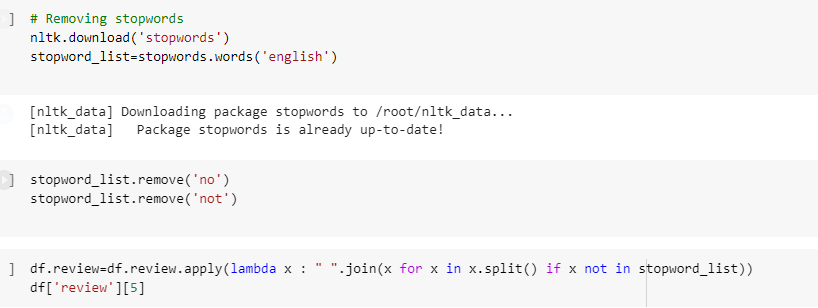 ] # Removing stopwords
nltk.download('stopwords')
stopword_list=stopwords.words('english')
[nltk_data] Downloading package stopwords to /root/nltk_data...
[nltk_data]   Package stopwords is already up-to-date!
] stopword_list.remove('no')
stopword_list.remove('not')
] df.review=df.review.apply(lambda x : " ".join(x for x in x.split() if x not in stopword_list))
df['review'][5]